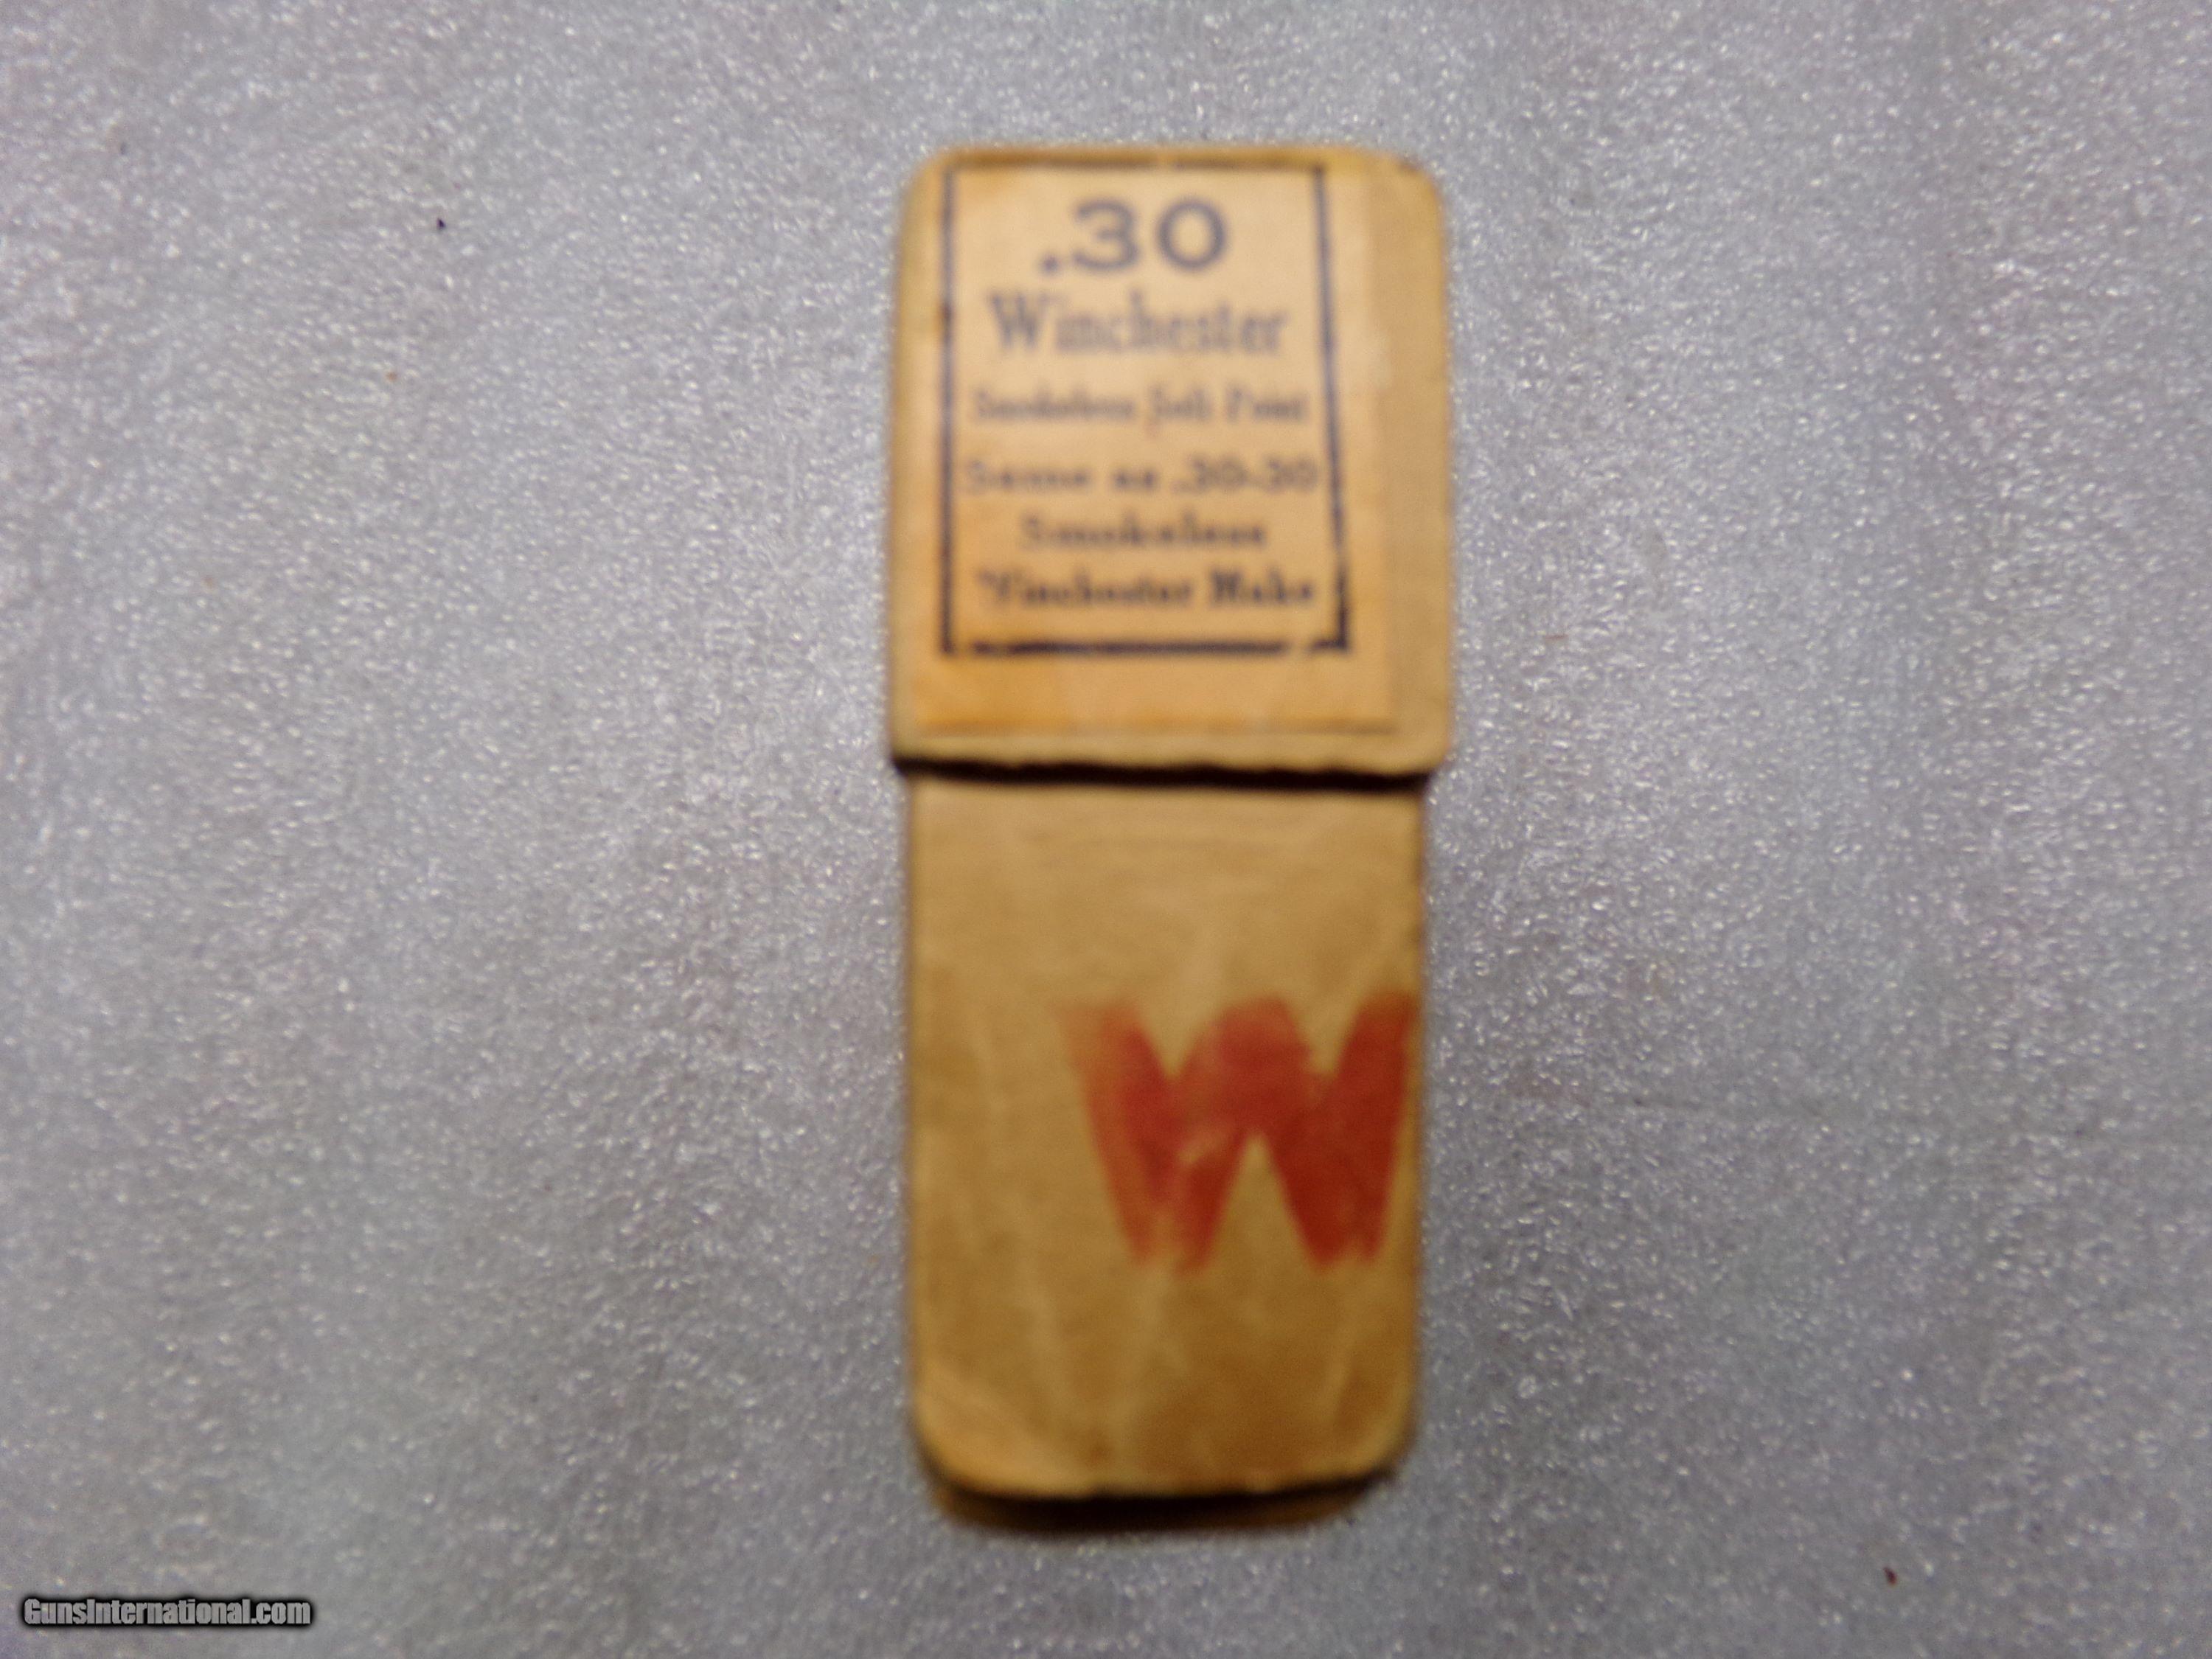 .30
Winchester
Smokeless Soft Point
Same as .30-30
Smokeless
Winchester Make
W
GunsInternational.com